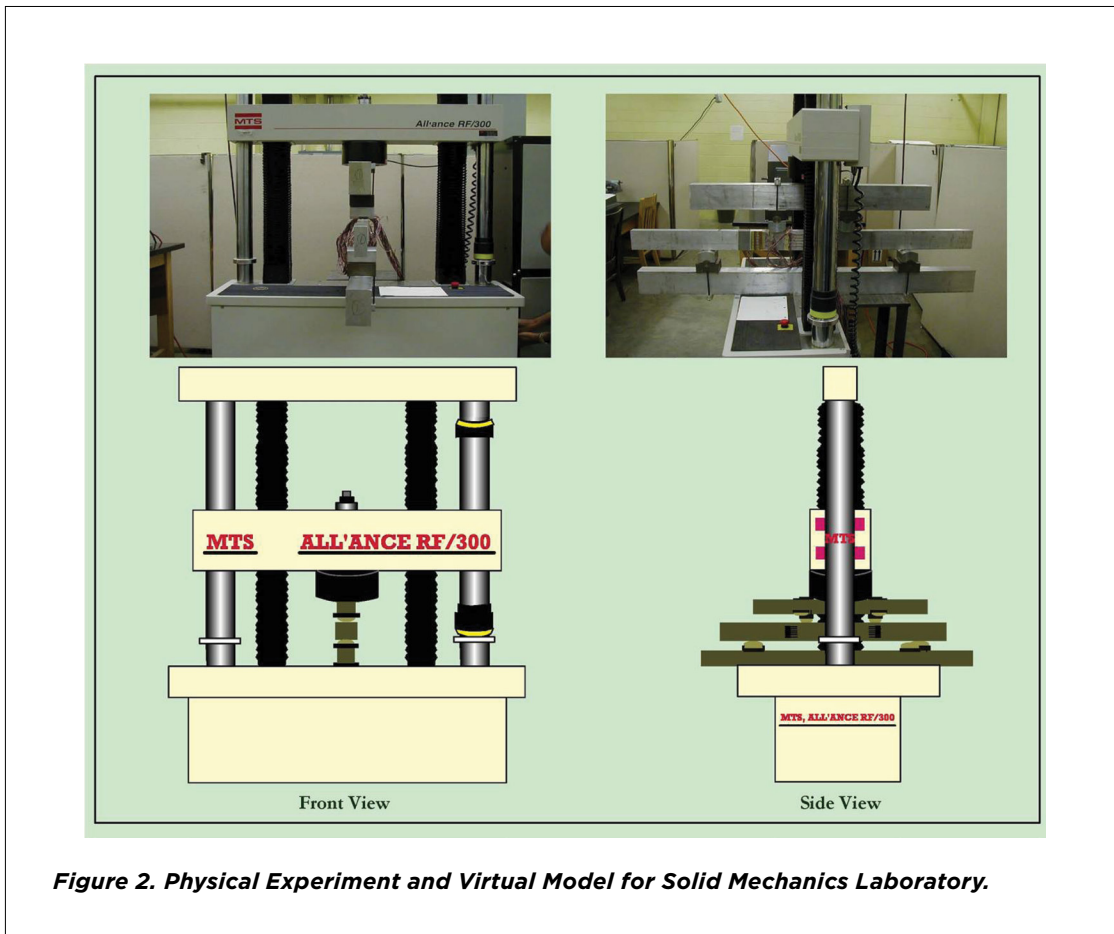 MTS
All·ance RF/300
MTS
ALL'ANCE RF/300
MTS
MTS, ALL'ANCE RF/300
Front View
Side View
Figure 2. Physical Experiment and Virtual Model for Solid Mechanics Laboratory.